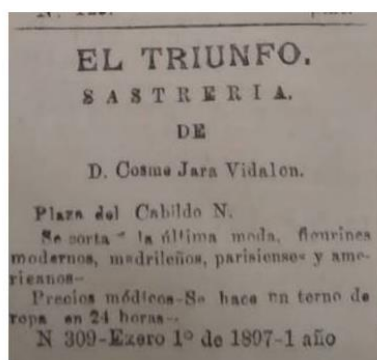 EL TRIUNFO.
SASTRERIA.
DE
D. Cosme Jara Vidalon.
Plaza del Cabildo N.
Se corta la última moda, figurines
modernos, madrileños, parisienses y ame-
ricanos-
Precios módicos-Se hace un terno de
ropa en 24 horas-
N 309-Exero 1º de 1897-1 año